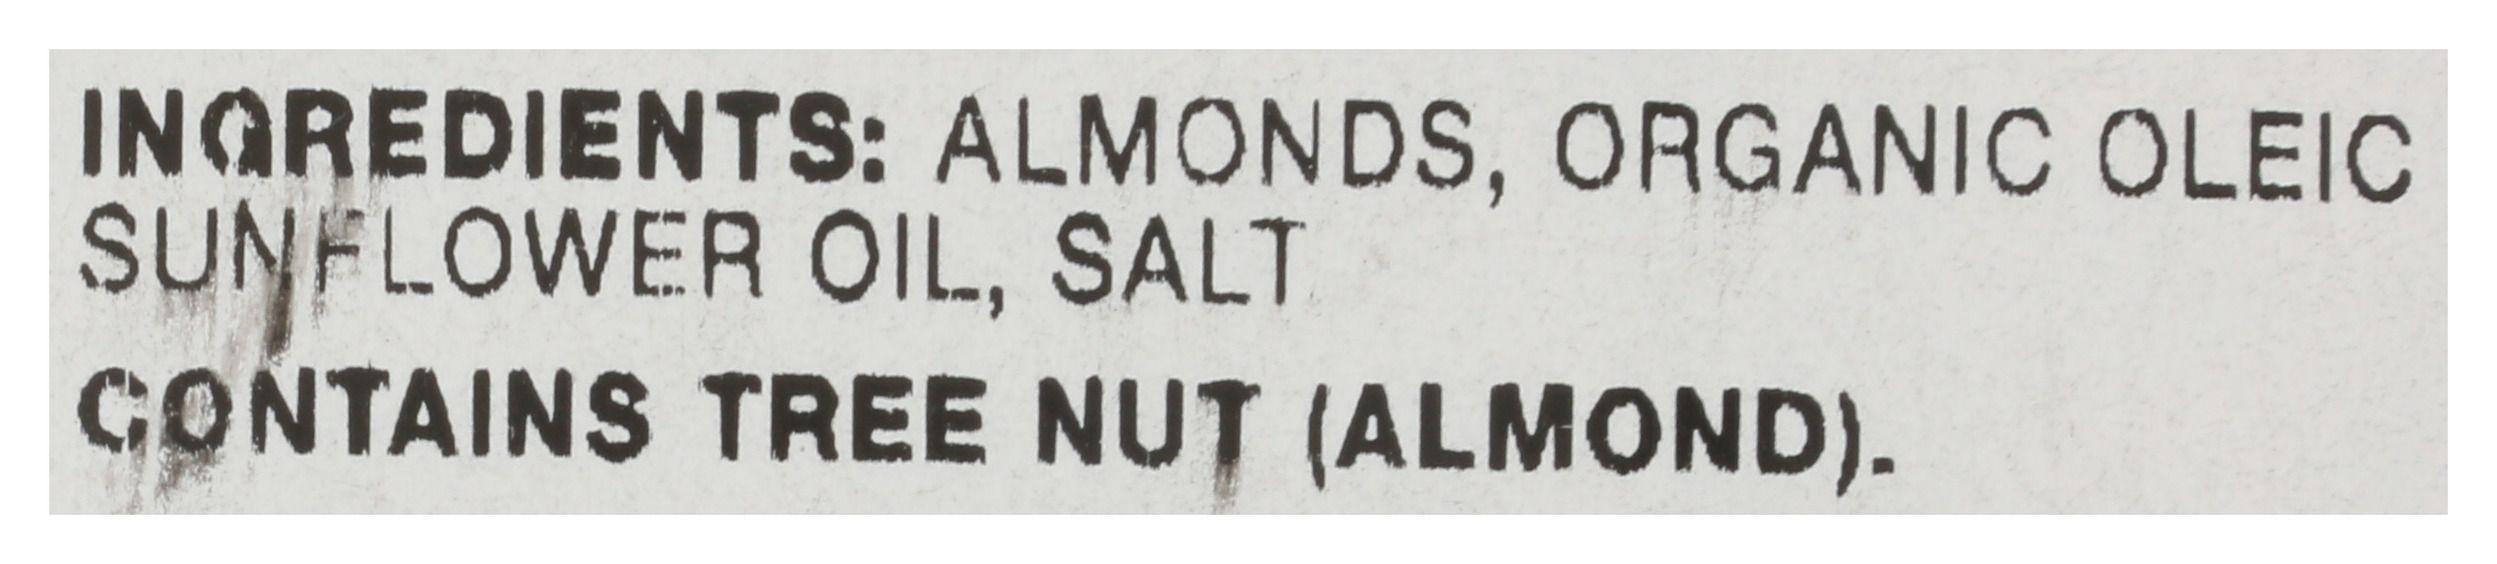 INGREDIENTS: ALMONDS, ORGANIC OLEIC
SUNFLOWER OIL, SALT
CONTAINS TREE NUT (ALMOND).